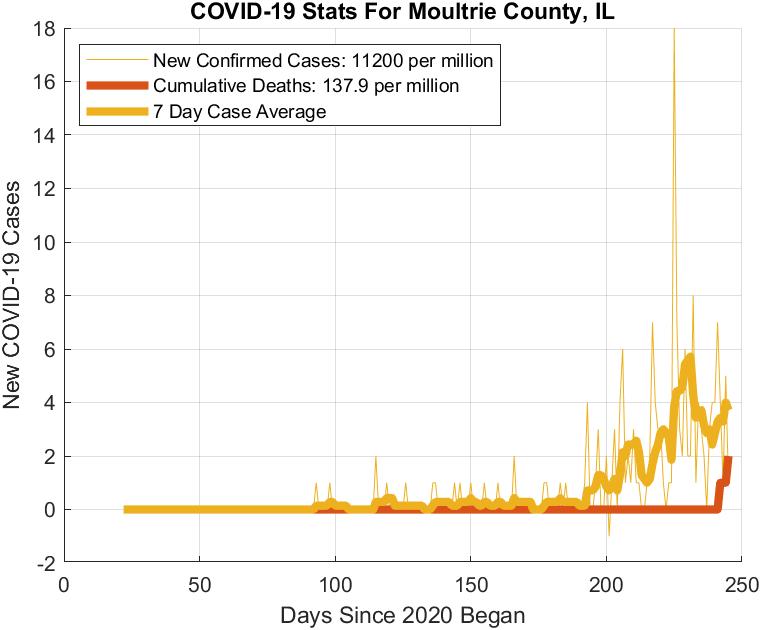 COVID-19 Stats For Moultrie County, IL
New Confirmed Cases: 11200 per million
Cumulative Deaths: 137.9 per million
7 Day Case Average
New COVID-19 Cases
18
16
14
12
10
8
6
4
2
0
-2
0 50 100 150 200 250
Days Since 2020 Began